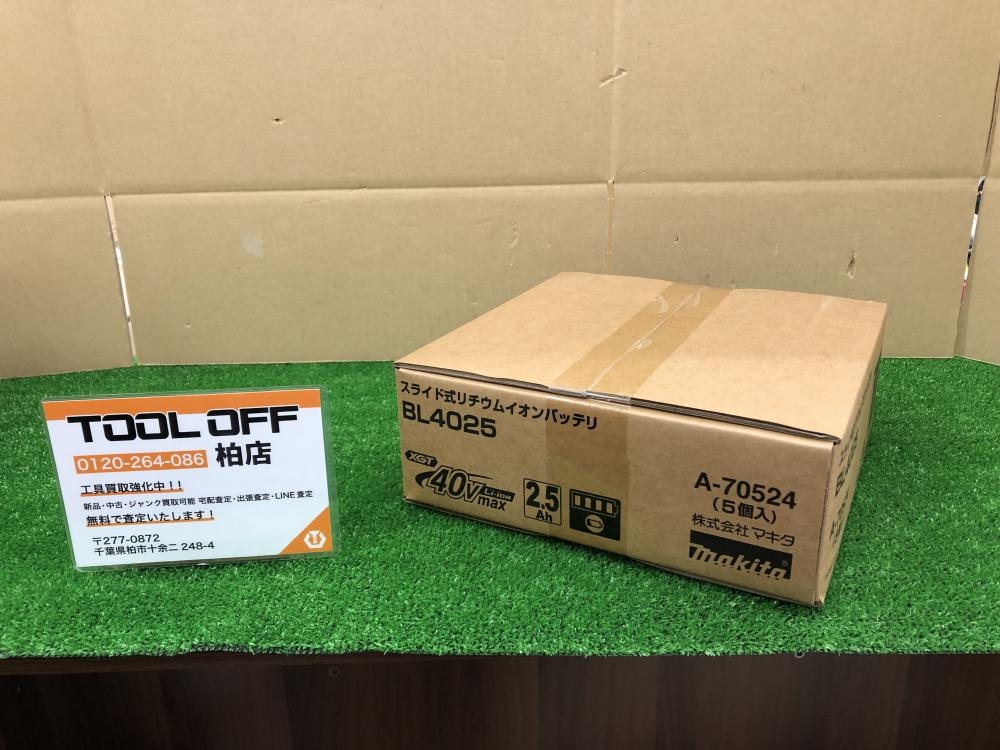 TOOL OFF
0120-264-086 柏店
工具買取強化中！！
新品・中古・ジャンク買取可能 宅配査定・出張査定・LINE査定
無料で査定いたします！
〒277-0872
千葉県柏市十余二 248-4
スライド式リチウムイオンバッテリ
BL4025
XGT
40Vmax Li-ion
2.5 Ah
A-70524
（5個入）
株式会社マキタ
makita